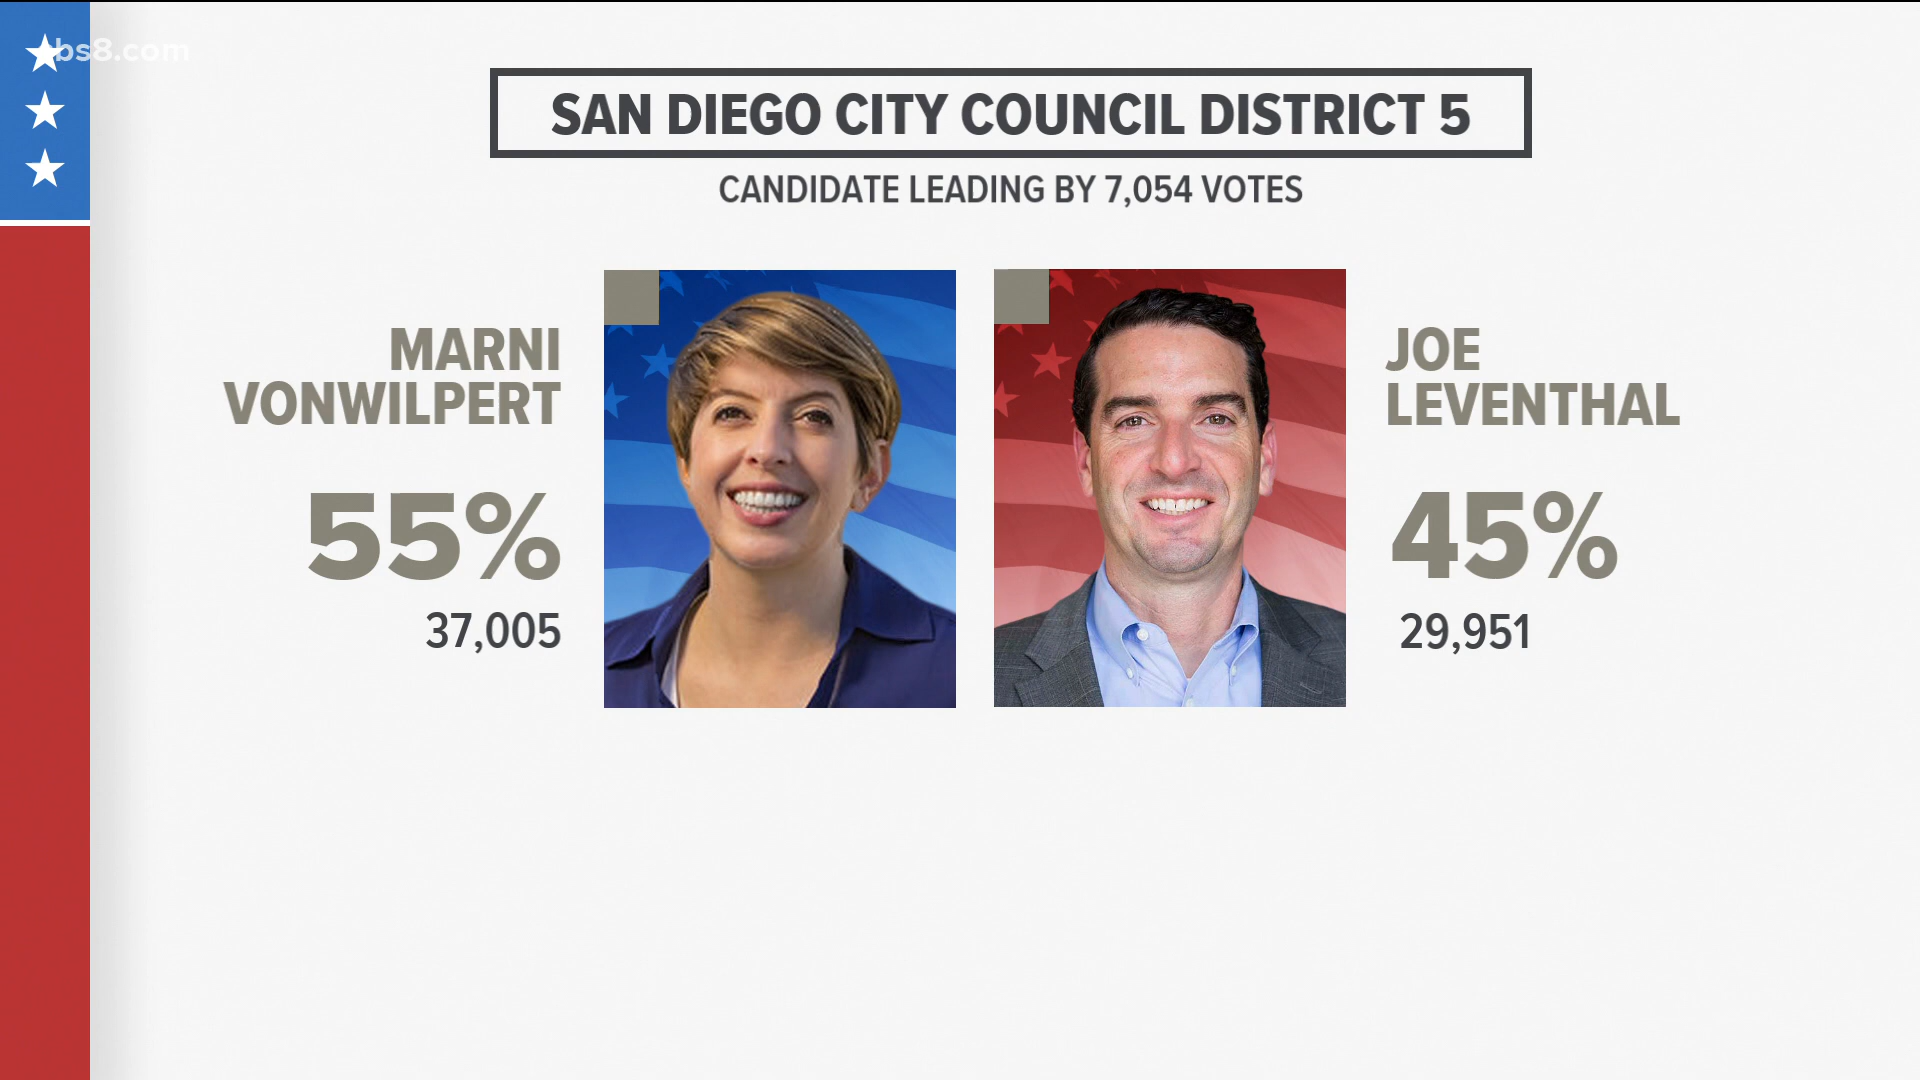 bs8.com
SAN DIEGO CITY COUNCIL DISTRICT 5
CANDIDATE LEADING BY 7,054 VOTES
MARNI
VONWILPERT
55%
37,005
JOE
LEVENTHAL
45%
29,951